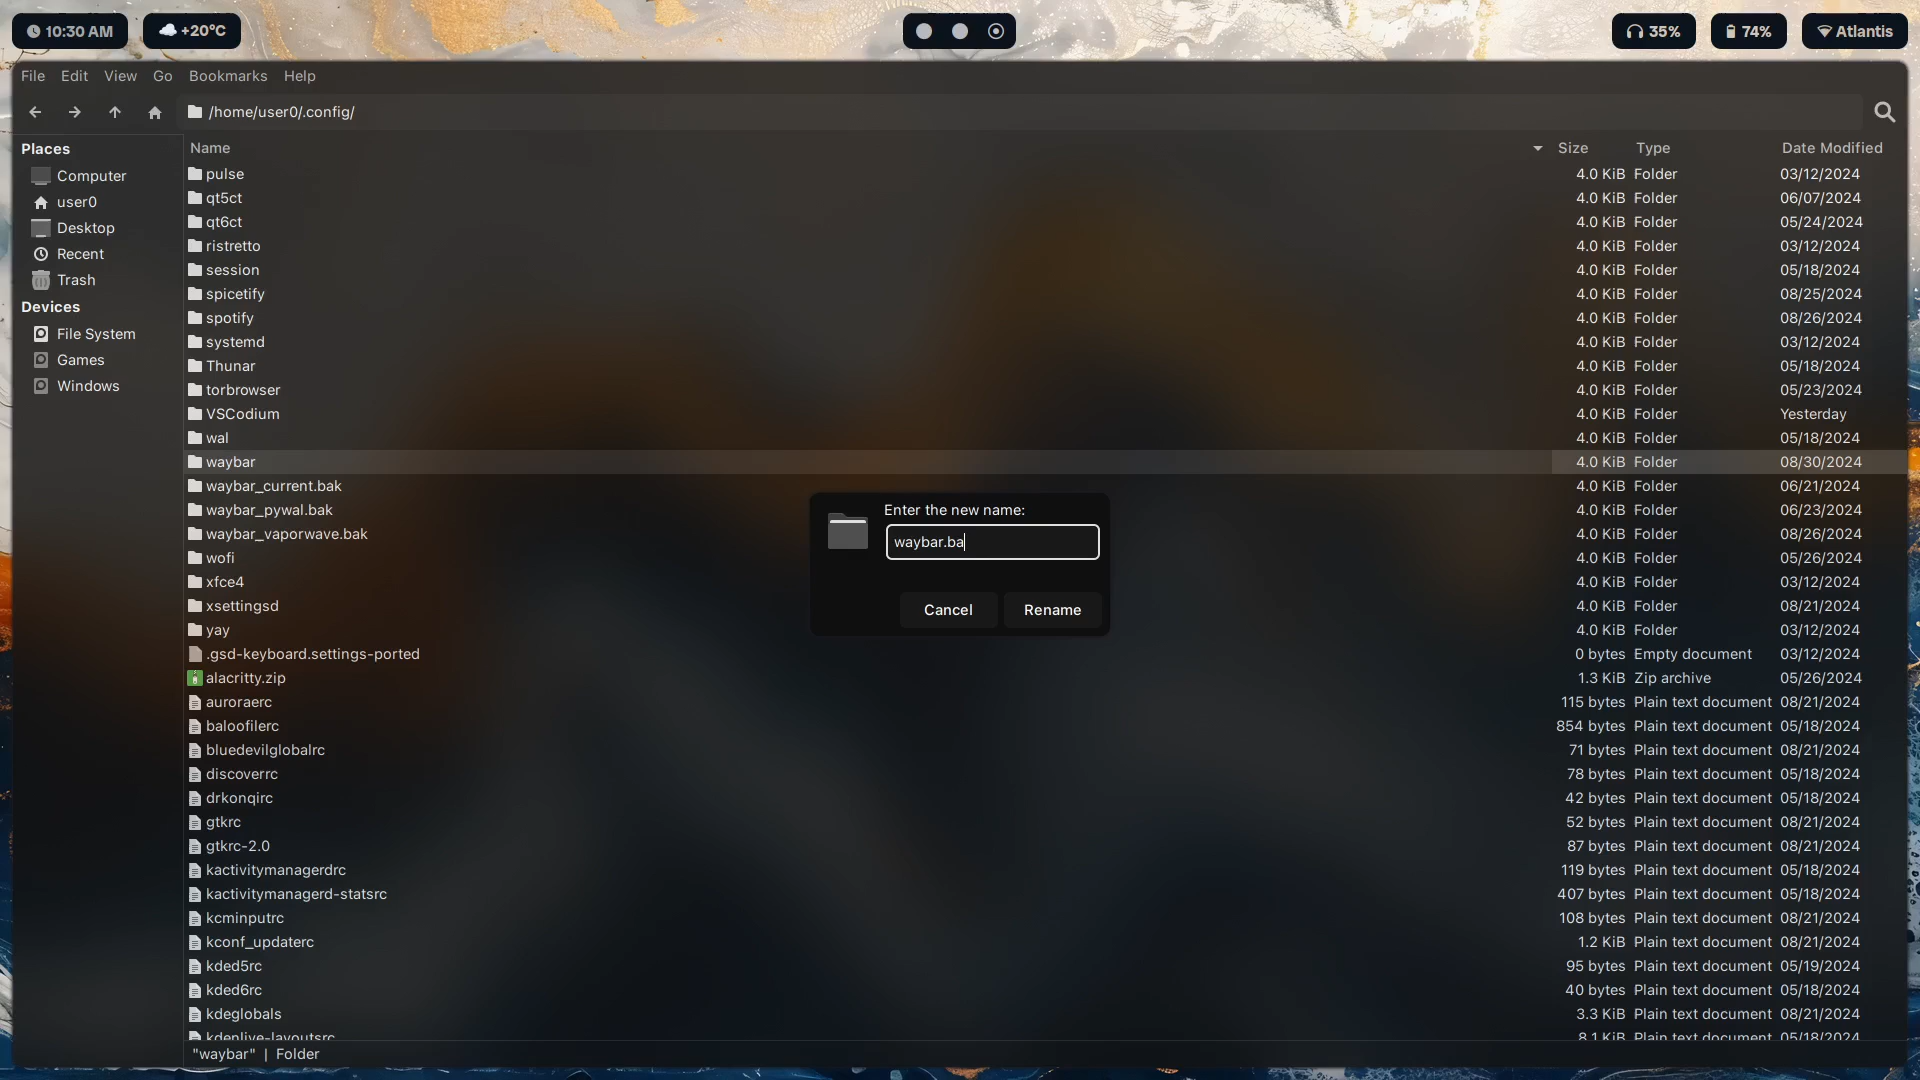 10:30 AM
+20°C
35%
74%
Atlantis
File Edit View Go Bookmarks Help
/home/user0/.config/
Places
Computer
user0
Desktop
Recent
Trash
Devices
File System
Games
Windows
Name Size Type Date Modified
pulse 4.0 KiB Folder 03/12/2024
qt5ct 4.0 KiB Folder 06/07/2024
qt6ct 4.0 KiB Folder 05/24/2024
ristretto 4.0 KiB Folder 03/12/2024
session 4.0 KiB Folder 05/18/2024
spicetify 4.0 KiB Folder 08/25/2024
spotify 4.0 KiB Folder 08/26/2024
systemd 4.0 KiB Folder 03/12/2024
Thunar 4.0 KiB Folder 05/18/2024
torbrowser 4.0 KiB Folder 05/23/2024
VSCodium 4.0 KiB Folder Yesterday
wal 4.0 KiB Folder 05/18/2024
waybar 4.0 KiB Folder 08/30/2024
waybar_current.bak 4.0 KiB Folder 06/21/2024
waybar_pywal.bak 4.0 KiB Folder 06/23/2024
waybar_vaporwave.bak 4.0 KiB Folder 08/26/2024
wofi 4.0 KiB Folder 05/26/2024
xfce4 4.0 KiB Folder 03/12/2024
xsettingsd 4.0 KiB Folder 08/21/2024
yay 4.0 KiB Folder 03/12/2024
.gsd-keyboard.settings-ported 0 bytes Empty document 03/12/2024
alacritty.zip 1.3 KiB Zip archive 05/26/2024
auroraerc 115 bytes Plain text document 08/21/2024
baloofilerc 854 bytes Plain text document 05/18/2024
bluedevilglobalrc 71 bytes Plain text document 08/21/2024
discoverrc 78 bytes Plain text document 05/18/2024
drkonqirc 42 bytes Plain text document 05/18/2024
gtkrc 52 bytes Plain text document 08/21/2024
gtkrc-2.0 87 bytes Plain text document 08/21/2024
kactivitymanagerdrc 119 bytes Plain text document 05/18/2024
kactivitymanagerd-statsrc 407 bytes Plain text document 05/18/2024
kcminputrc 108 bytes Plain text document 08/21/2024
kconf_updaterc 1.2 KiB Plain text document 08/21/2024
kded5rc 95 bytes Plain text document 05/19/2024
kded6rc 40 bytes Plain text document 05/18/2024
kdeglobals 3.3 KiB Plain text document 08/21/2024
kdenlive-layoutsrc 8.1 KiB Plain text document 05/18/2024
"waybar" | Folder
Enter the new name:
waybar.ba
Cancel Rename